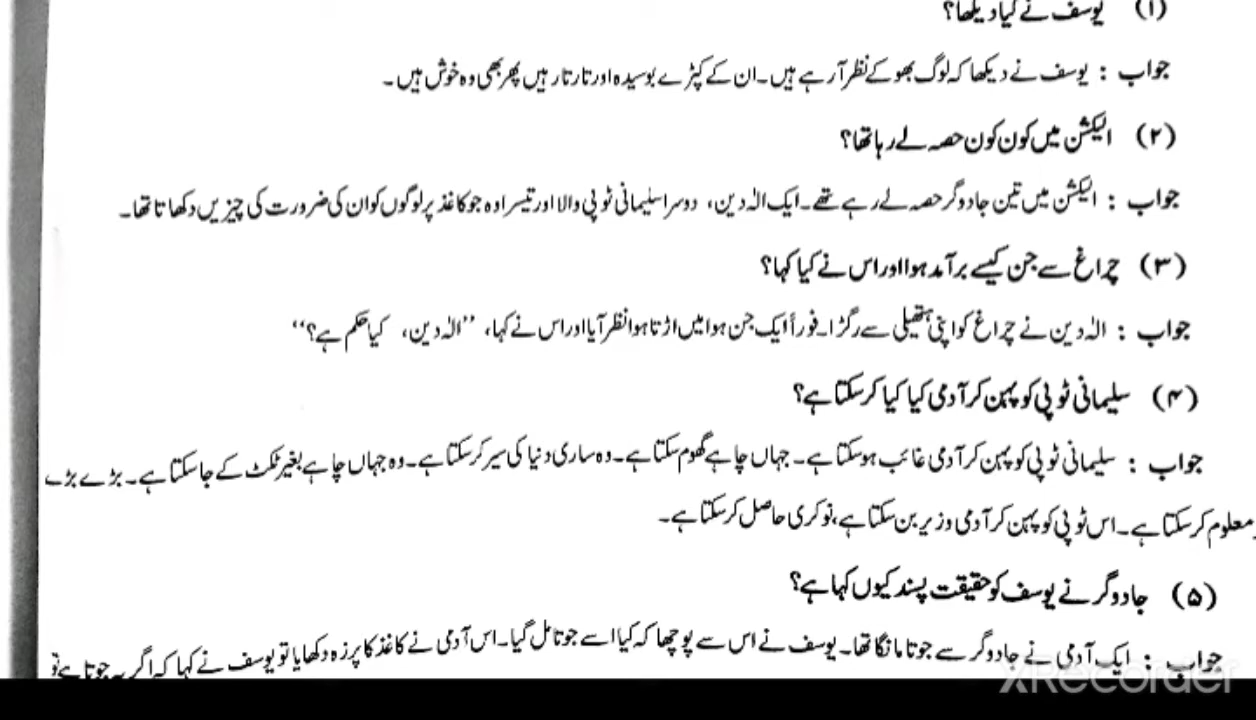 (۱) یوسف نے کیا دیکھا؟
جواب : یوسف نے دیکھا کہ لوگ بھوکے نظر آرہے ہیں۔ ان کے کپڑے بوسیدہ اور تارتار ہیں پھر بھی وہ خوش ہیں۔
(۲) الیکشن میں کون کون حصہ لے رہا تھا؟
جواب : الیکشن میں تین جادوگر حصہ لے رہے تھے۔ ایک الٰہ دین، دوسرا سلیمانی ٹوپی والا اور تیسرا وہ جو کاغذ پر لوگوں کو ان کی ضرورت کی چیزیں دکھاتا تھا۔
(۳) چراغ سے جن کیسے برآمد ہوا اور اس نے کیا کہا؟
جواب : الٰہ دین نے چراغ کو اپنی ہتھیلی سے رگڑا۔ فوراً ایک جن ہوا میں اڑتا ہوا نظر آیا اور اس نے کہا، ’’الٰہ دین، کیا حکم ہے؟‘‘
(۴) سلیمانی ٹوپی کو پہن کر آدمی کیا کیا کر سکتا ہے؟
جواب : سلیمانی ٹوپی کو پہن کر آدمی غائب ہو سکتا ہے۔ جہاں چاہے گھوم سکتا ہے۔ وہ ساری دنیا کی سیر کر سکتا ہے۔ وہ جہاں چاہے بغیر ٹکٹ کے جا سکتا ہے۔ بڑے بڑے
معلوم کر سکتا ہے۔ اس ٹوپی کو پہن کر آدمی وزیر بن سکتا ہے، نوکری حاصل کر سکتا ہے۔
(۵) جادوگر نے یوسف کو حقیقت پسند کیوں کہا ہے؟
جواب : ایک آدمی نے جادوگر سے جوتا مانگا تھا۔ یوسف نے اس سے پوچھا کہ کیا اسے جوتا مل گیا۔ اس آدمی نے کاغذ کا پرزہ دکھایا تو یوسف نے کہا کہ اگر یہ جوتا ہے تو
XRecorder